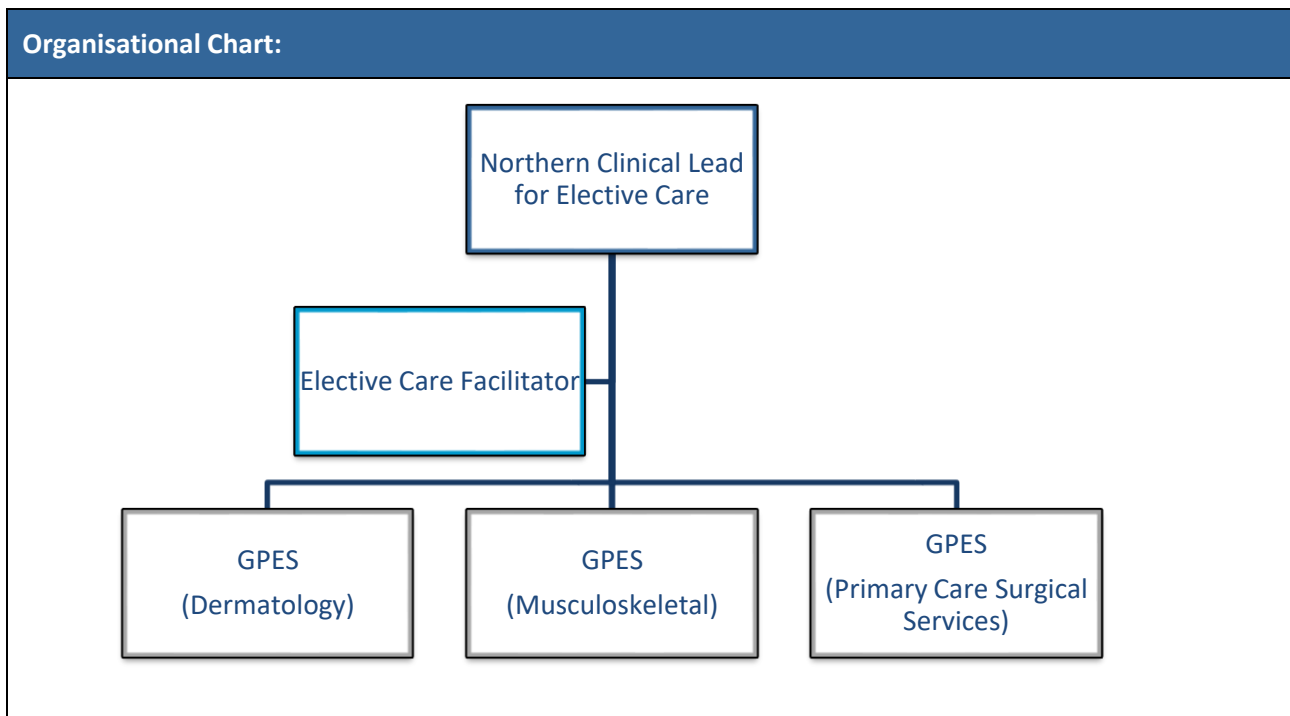 Organisational Chart:
Northern Clinical Lead
for Elective Care
Elective Care Facilitator
GPES
(Dermatology)
GPES
(Musculoskeletal)
GPES
(Primary Care Surgical
Services)